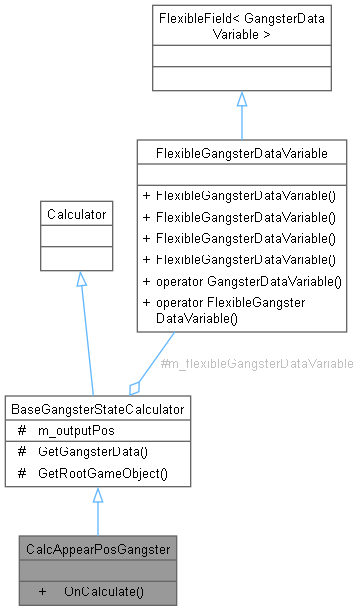 FlexibleField< GangsterData
Variable >
FlexibleGangsterDataVariable
+ FlexibleGangsterDataVariable()
+ FlexibleGangsterDataVariable()
+ FlexibleGangsterDataVariable()
+ FlexibleGangsterDataVariable()
+ operator GangsterDataVariable()
+ operator FlexibleGangster
DataVariable()
Calculator
#m_flexibleGangsterDataVariable
BaseGangsterStateCalculator
# m_outputPos
# GetGangsterData()
# GetRootGameObject()
CalcAppearPosGangster
+ OnCalculate()